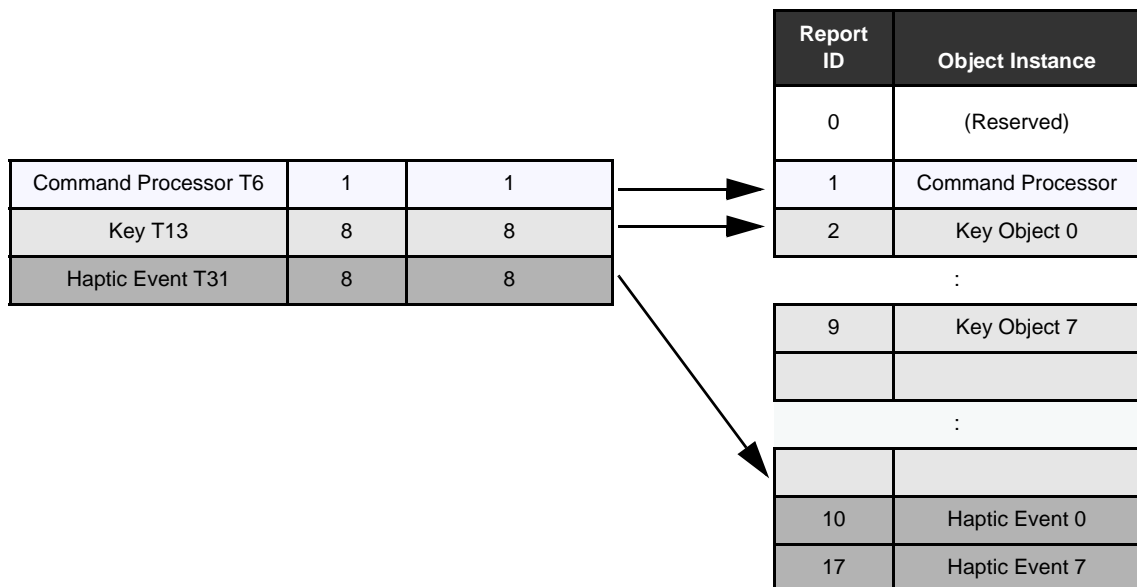 Report
ID
Object Instance
0 (Reserved)
Command Processor T6 1 1
1 Command Processor
Key T13 8 8
2 Key Object 0
Haptic Event T31 8 8
:
9 Key Object 7
:
10 Haptic Event 0
17 Haptic Event 7